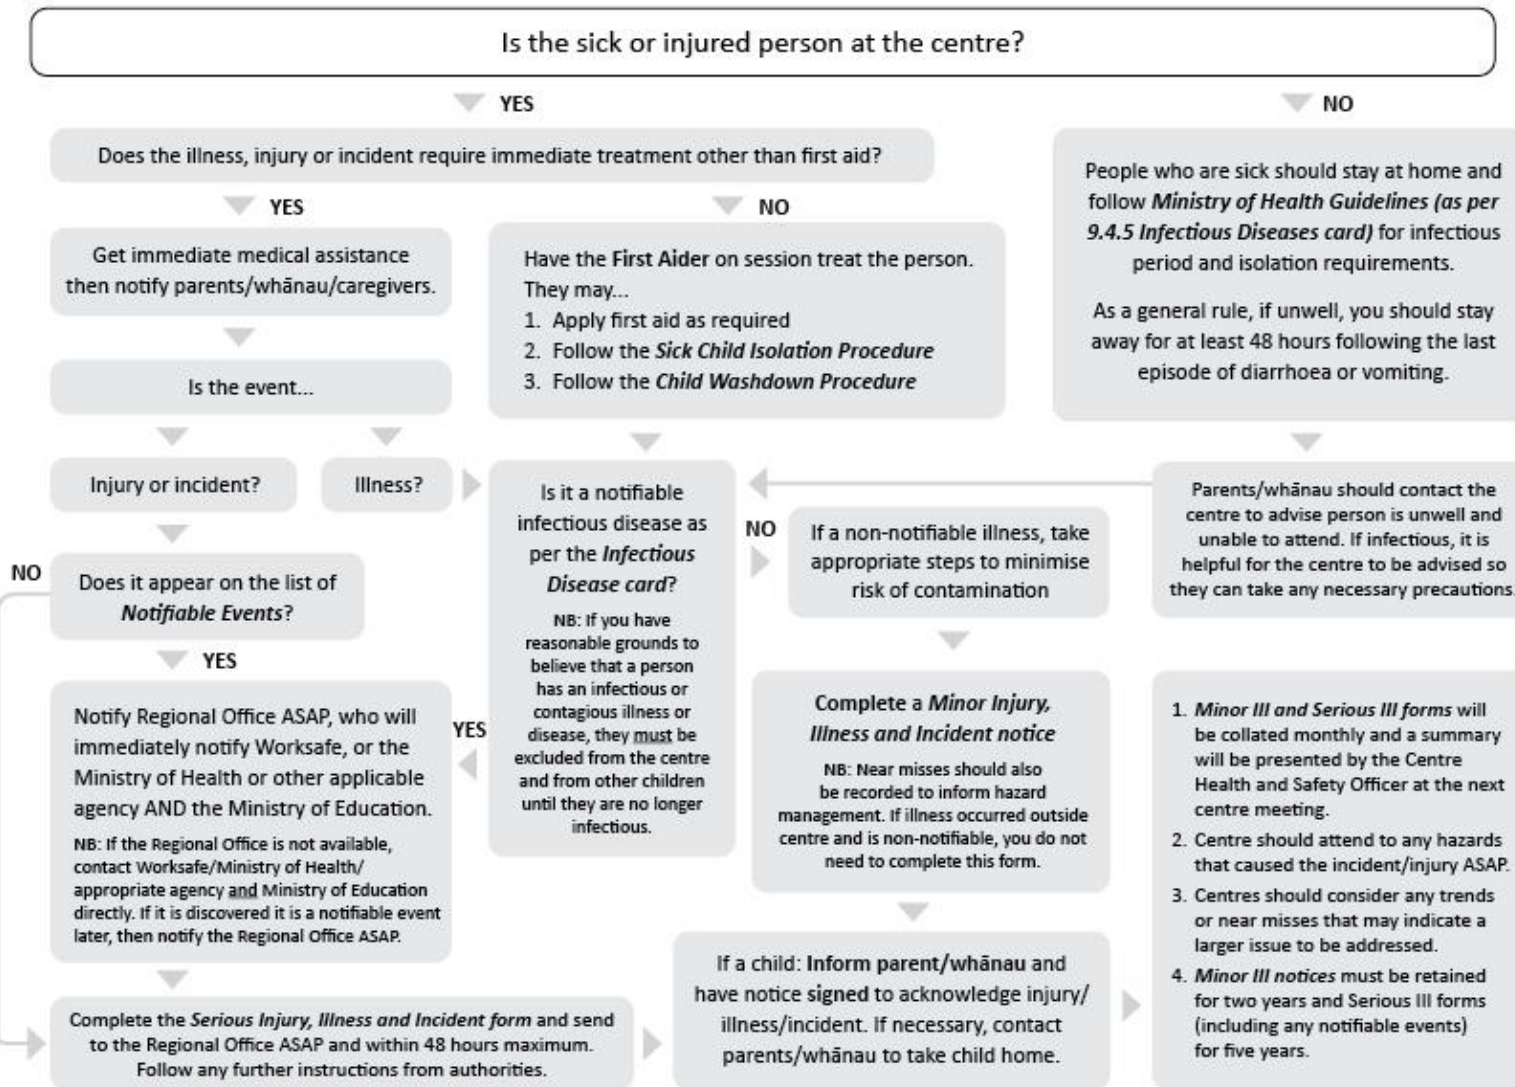 Is the sick or injured person at the centre?
YES
NO
Does the illness, injury or incident require immediate treatment other than first aid?
YES
NO
Get immediate medical assistance
then notify parents/whānau/caregivers.
Is the event...
Injury or incident?
Illness?
Have the First Aider on session treat the person.
They may...
1. Apply first aid as required
2. Follow the Sick Child Isolation Procedure
3. Follow the Child Washdown Procedure
People who are sick should stay at home and
follow Ministry of Health Guidelines (as per
9.4.5 Infectious Diseases card) for infectious
period and isolation requirements.
As a general rule, if unwell, you should stay
away for at least 48 hours following the last
episode of diarrhoea or vomiting.
NO
Does it appear on the list of
Notifiable Events?
YES
Is it a notifiable
infectious disease as
per the Infectious
Disease card?
NB: If you have
reasonable grounds to
believe that a person
has an infectious or
contagious illness or
disease, they must be
excluded from the centre
and from other children
until they are no longer
infectious.
NO
If a non-notifiable illness, take
appropriate steps to minimise
risk of contamination
Parents/whānau should contact the
centre to advise person is unwell and
unable to attend. If infectious, it is
helpful for the centre to be advised so
they can take any necessary precautions.
YES
Notify Regional Office ASAP, who will
immediately notify Worksafe, or the
Ministry of Health or other applicable
agency AND the Ministry of Education.
NB: If the Regional Office is not available,
contact Worksafe/Ministry of Health/
appropriate agency and Ministry of Education
directly. If it is discovered it is a notifiable event
later, then notify the Regional Office ASAP.
Complete a Minor Injury,
Illness and Incident notice
NB: Near misses should also
be recorded to inform hazard
management. If illness occurred outside
centre and is non-notifiable, you do not
need to complete this form.
Complete the Serious Injury, Illness and Incident form and send
to the Regional Office ASAP and within 48 hours maximum.
Follow any further instructions from authorities.
If a child: Inform parent/whānau and
have notice signed to acknowledge injury/
illness/incident. If necessary, contact
parents/whānau to take child home.
1. Minor III and Serious III forms will
be collated monthly and a summary
will be presented by the Centre
Health and Safety Officer at the next
centre meeting.
2. Centre should attend to any hazards
that caused the incident/injury ASAP.
3. Centres should consider any trends
or near misses that may indicate a
larger issue to be addressed.
4. Minor III notices must be retained
for two years and Serious III forms
(including any notifiable events)
for five years.